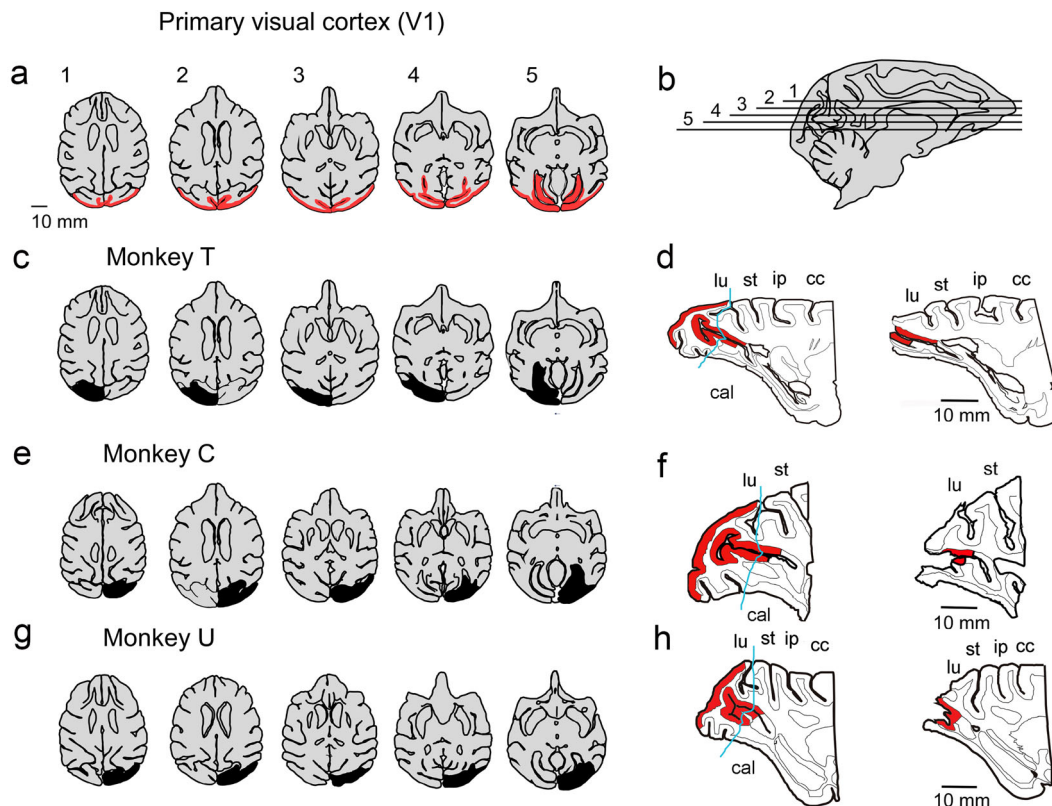 Primary visual cortex (V1)
a
1 2 3 4 5
10 mm
b
1
2
3
4
5
c Monkey T
d
lu st ip cc
cal
lu st ip cc
10 mm
e Monkey C
f
lu st
cal
lu st
10 mm
g Monkey U
h
lu st ip cc
cal
lu st ip cc
10 mm